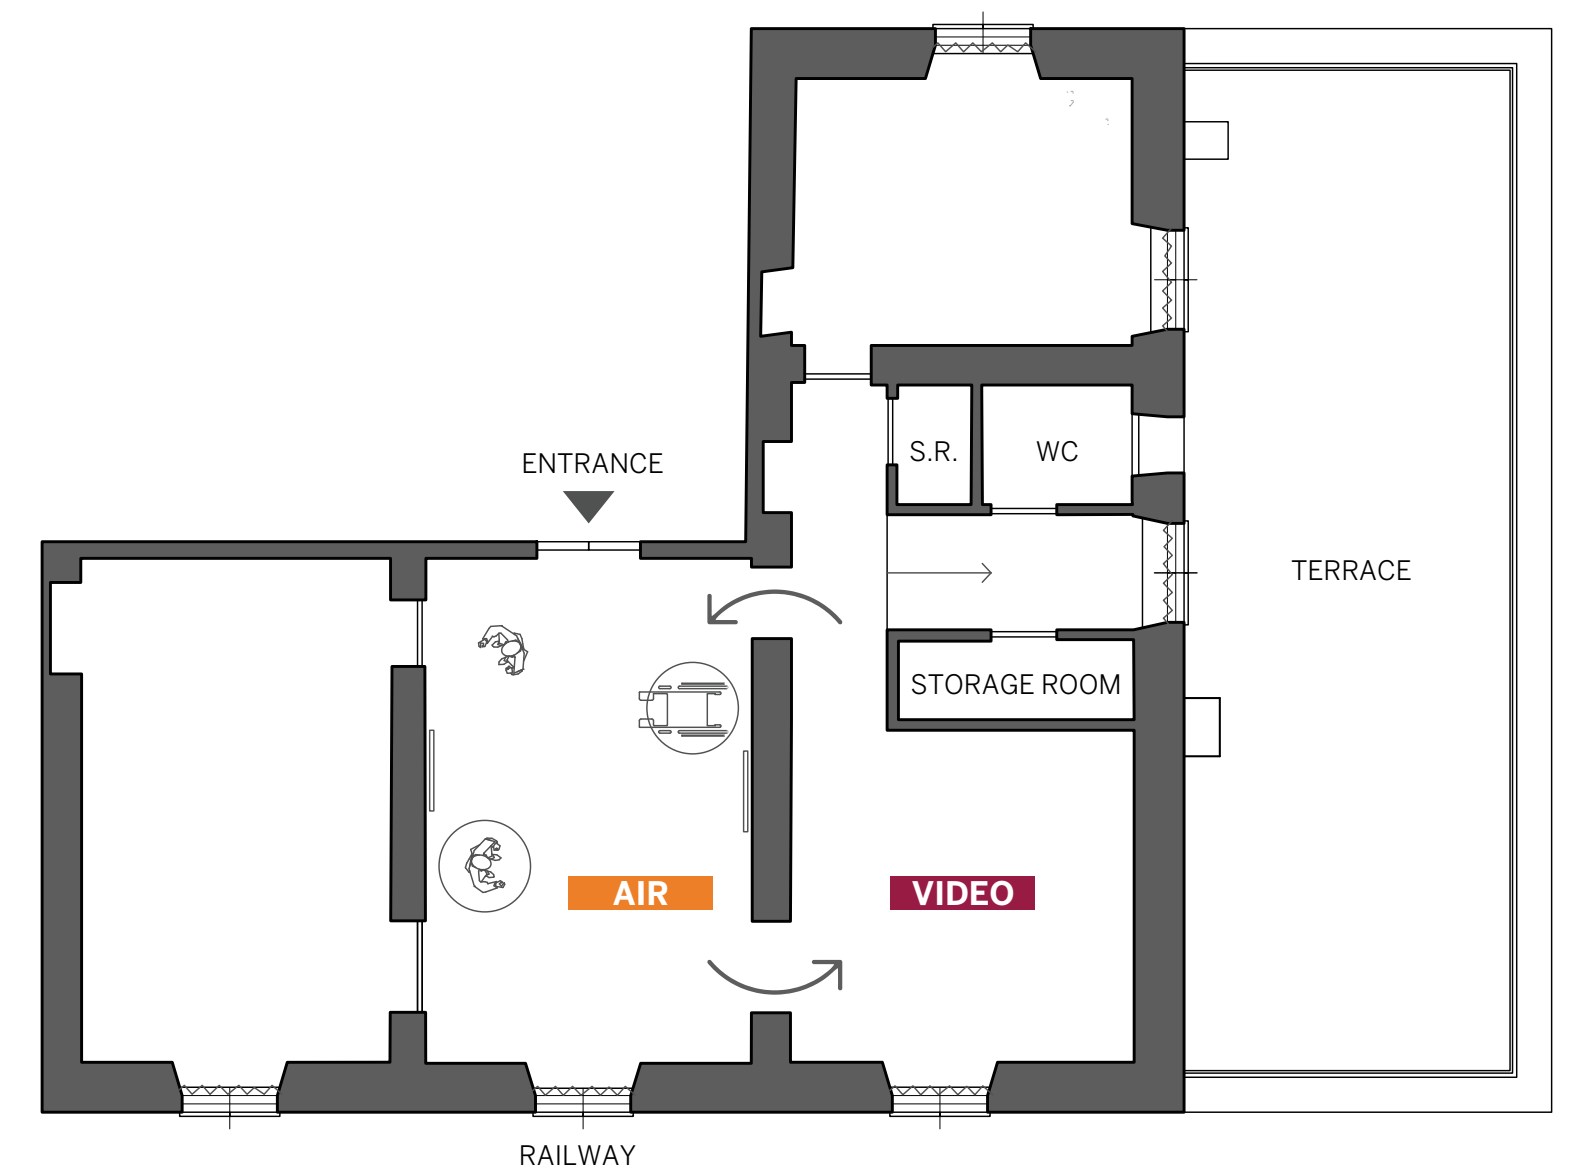 S.R.
WC
ENTRANCE
TERRACE
STORAGE ROOM
AIR
VIDEO
RAILWAY